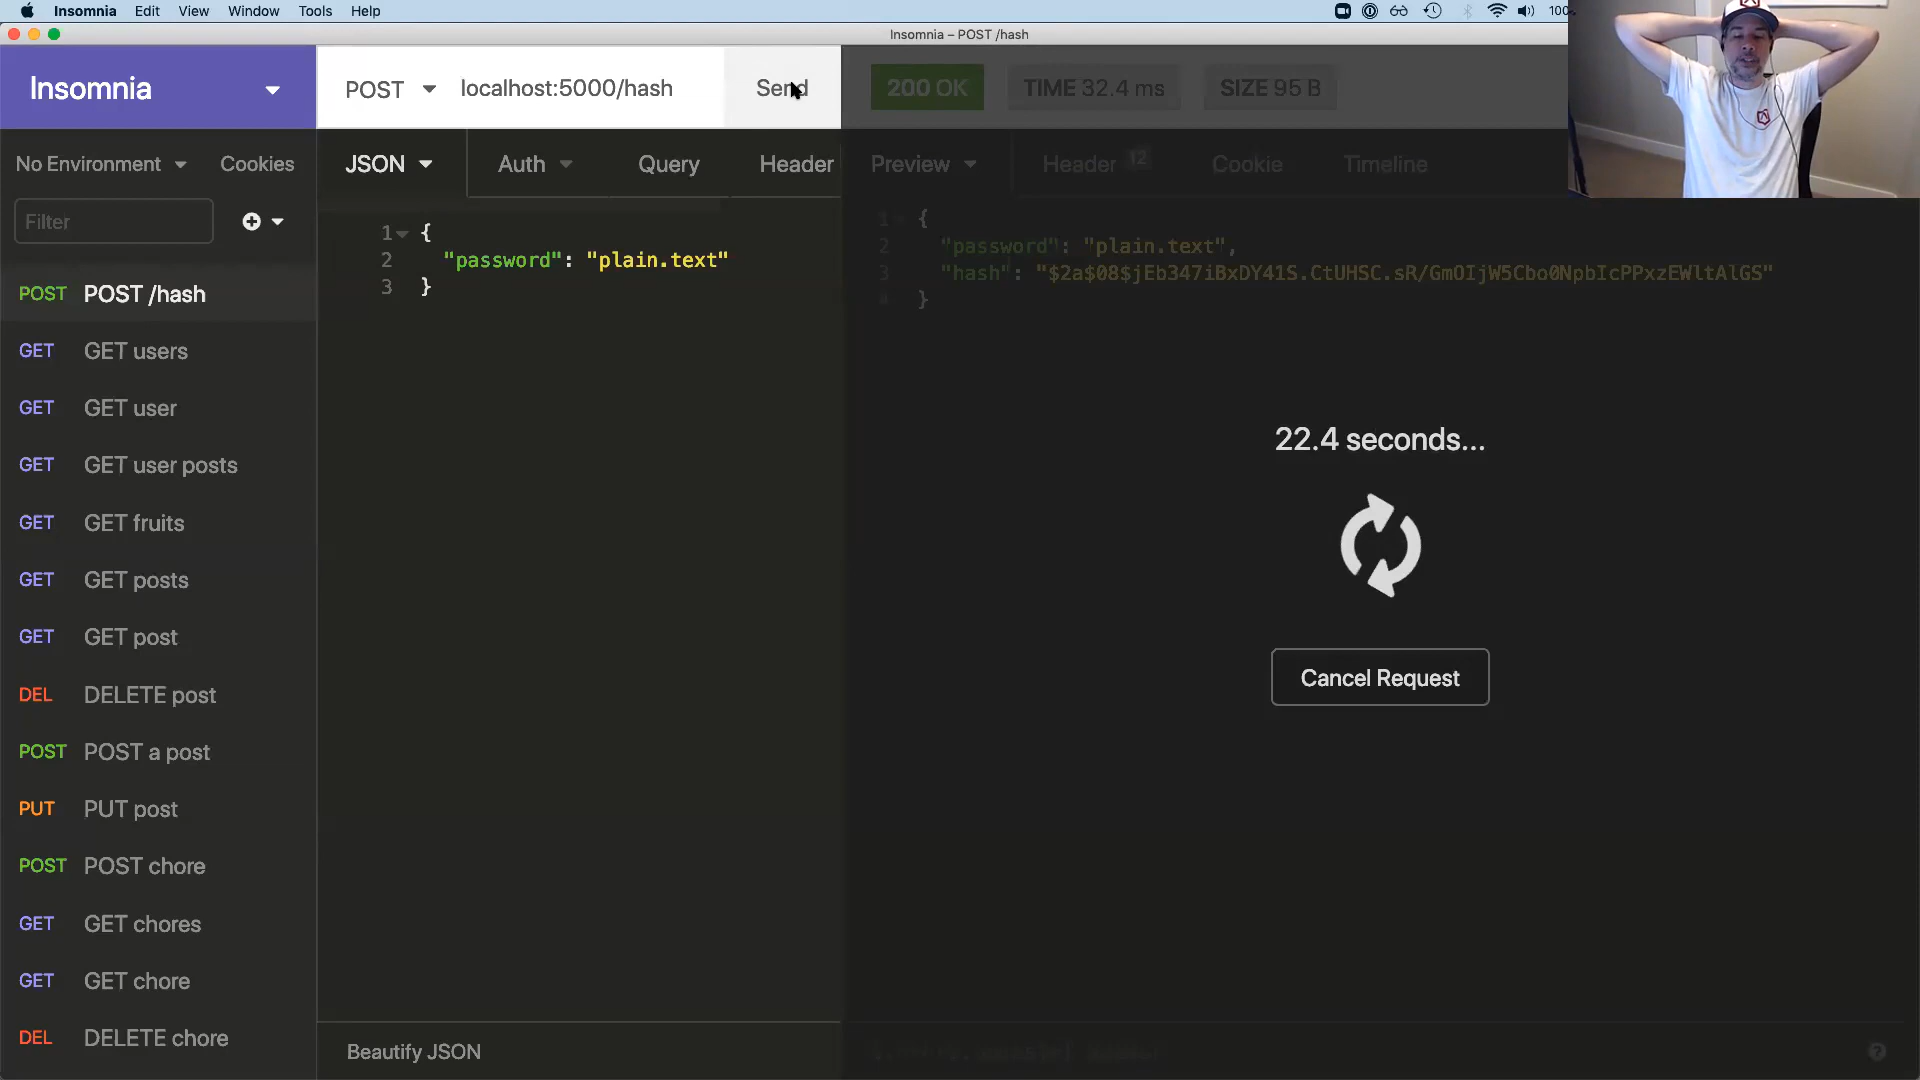 Insomnia Edit View Window Tools Help
100
Insomnia – POST /hash
Insomnia
POST localhost:5000/hash Send
200 OK TIME 32.4 ms SIZE 95 B
No Environment Cookies
JSON Auth Query Header
Preview Header 12 Cookie Timeline
Filter
POST POST /hash
GET GET users
GET GET user
GET GET user posts
GET GET fruits
GET GET posts
GET GET post
DEL DELETE post
POST POST a post
PUT PUT post
POST POST chore
GET GET chores
GET GET chore
DEL DELETE chore
1 {
2 "password": "plain.text"
3 }
Beautify JSON
1 {
2 "password": "plain.text",
3 "hash": "$2a$08$jEb347iBxDY41S.CtUHSC.sR/GmOIjW5Cbo0NpbIcPPxzEWltAlGS"
4 }
22.4 seconds...
Cancel Request